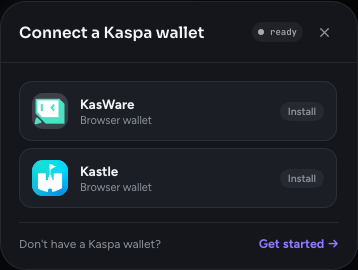 Connect a Kaspa wallet
ready
KasWare
Browser wallet
Install
Kastle
Browser wallet
Install
Don't have a Kaspa wallet?
Get started →